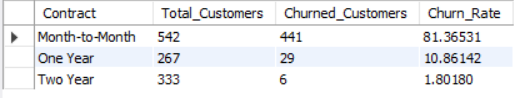 Contract Total_Customers Churned_Customers Churn_Rate
Month-to-Month 542 441 81.36531
One Year 267 29 10.86142
Two Year 333 6 1.80180